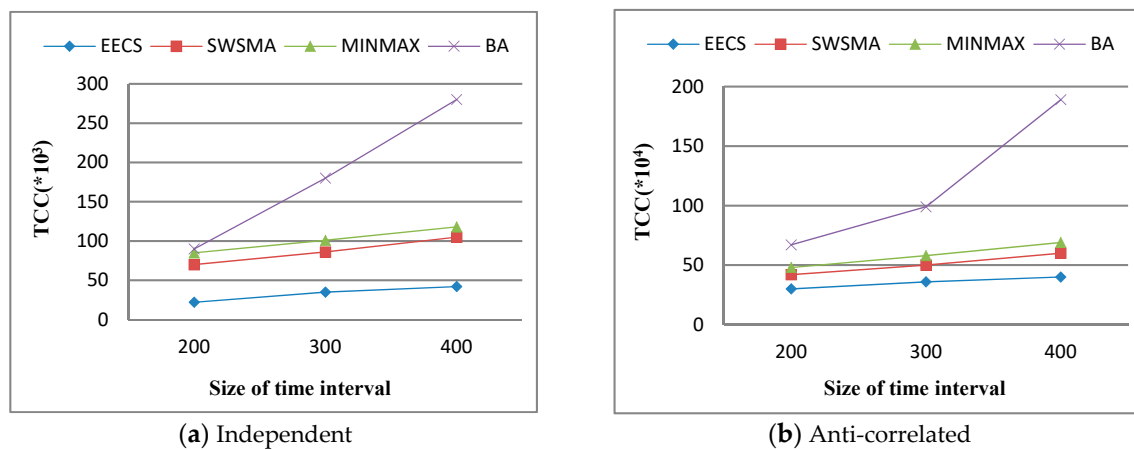 EECS SWSMA MINMAX BA
TCC(*10³)
300
250
200
150
100
50
0
200 300 400
Size of time interval
(a) Independent
EECS SWSMA MINMAX BA
TCC(*10⁴)
200
150
100
50
0
200 300 400
Size of time interval
(b) Anti-correlated